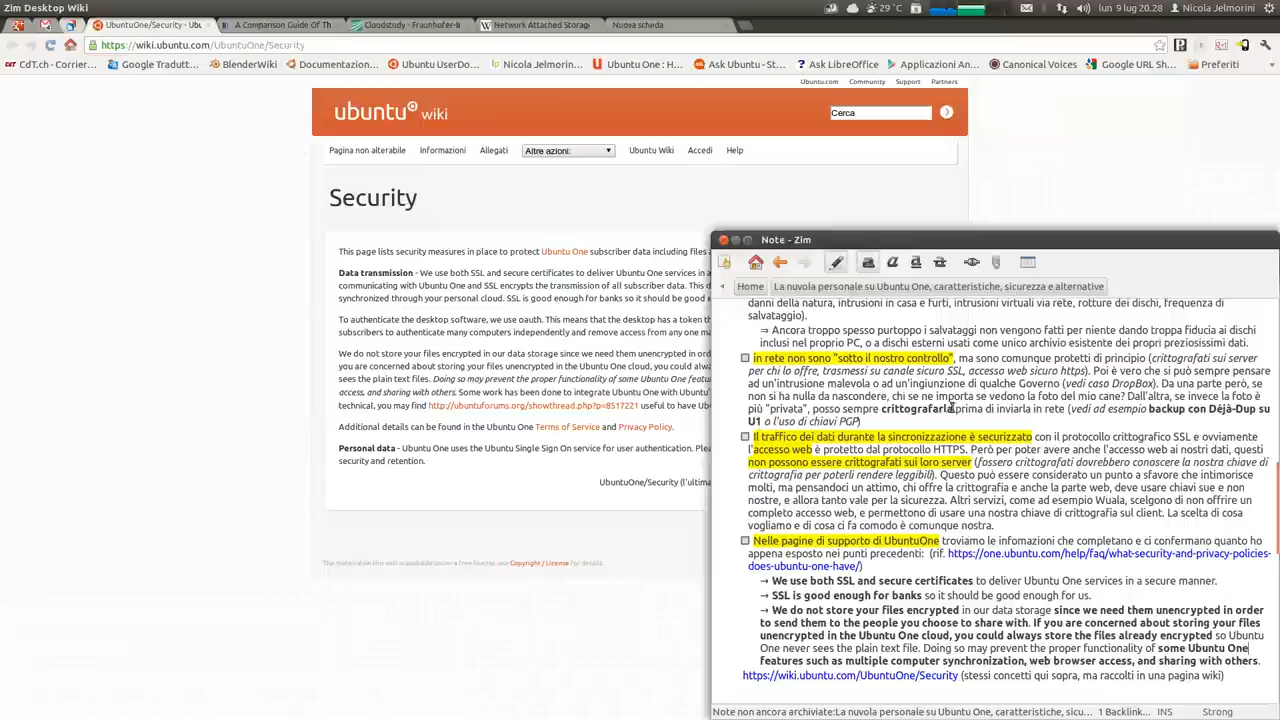 Zim Desktop Wiki
29 °C
lun 9 lug 20.28
Nicola Jelmorini
UbuntuOne/Security - Ubu
A Comparison Guide Of Th
Cloudstudy - Fraunhofer-I
Network Attached Storage
Nuova scheda
https://wiki.ubuntu.com/UbuntuOne/Security
CdT.ch - Corrier...
Google Tradutt...
BlenderWiki
Documentazion...
Ubuntu UserDo...
Nicola Jelmorin...
Ubuntu One : H...
Ask Ubuntu - St...
Ask LibreOffice
Applicazioni An...
Canonical Voices
Google URL Sh...
Preferiti
Ubuntu.com Community Support Partners
ubuntu wiki
Cerca
Pagina non alterabile Informazioni Allegati Altre azioni: Ubuntu Wiki Accedi Help
Security
This page lists security measures in place to protect Ubuntu One subscriber data including files a
Data transmission - We use both SSL and secure certificates to deliver Ubuntu One services in a
communicating with Ubuntu One and SSL encrypts the transmission of all subscriber data. This d
synchronized through your personal cloud. SSL is good enough for banks so it should be good
To authenticate the desktop software, we use oauth. This means that the desktop has a token th
subscribers to authenticate many computers independently and remove access from any one ma
We do not store your files encrypted in our data storage since we need them unencrypted in orde
you are concerned about storing your files unencrypted in the Ubuntu One cloud, you could alway
sees the plain text files. Doing so may prevent the proper functionality of some Ubuntu One featur
access, and sharing with others. Some work has been done to integrate Ubuntu One with Ubuntu'
technical, you may find http://ubuntuforums.org/showthread.php?p=8517221 useful to have Ub
Additional details can be found in the Ubuntu One Terms of Service and Privacy Policy.
Personal data - Ubuntu One uses the Ubuntu Single Sign On service for user authentication. Plea
security and retention.
UbuntuOne/Security (l'ultima
The material on this wiki is available under a free license, see Copyright / License for details.
Note - Zim
Home La nuvola personale su Ubuntu One, caratteristiche, sicurezza e alternative
danni della natura, intrusioni in casa e furti, intrusioni virtuali via rete, rotture dei dischi, frequenza di
salvataggio).
⇒ Ancora troppo spesso purtoppo i salvataggi non vengono fatti per niente dando troppa fiducia ai dischi
inclusi nel proprio PC, o a dischi esterni usati come unico archivio esistente dei propri preziosissimi dati.
in rete non sono "sotto il nostro controllo", ma sono comunque protetti di principio (crittografati sui server
per chi lo offre, trasmessi su canale sicuro SSL, accesso web sicuro https). Poi è vero che si può sempre pensare
ad un'intrusione malevola o ad un'ingiunzione di qualche Governo (vedi caso DropBox). Da una parte però, se
non si ha nulla da nascondere, chi se ne importa se vedono la foto del mio cane? Dall'altra, se invece la foto è
più "privata", posso sempre crittografarla prima di inviarla in rete (vedi ad esempio backup con Déjà-Dup su
U1 o l'uso di chiavi PGP)
Il traffico dei dati durante la sincronizzazione è securizzato con il protocollo crittografico SSL e ovviamente
l'accesso web è protetto dal protocollo HTTPS. Però per poter avere anche l'accesso web ai nostri dati, questi
non possono essere crittografati sui loro server (fossero crittografati dovrebbero conoscere la nostra chiave di
crittografia per poterli rendere leggibili). Questo può essere considerato un punto a sfavore che intimorisce
molti, ma pensandoci un attimo, chi offre la crittografia e anche la parte web, deve usare chiavi sue e non
nostre, e allora tanto vale per la sicurezza. Altri servizi, come ad esempio Wuala, scelgono di non offrire un
completo accesso web, e permettono di usare una nostra chiave di crittografia sul client. La scelta di cosa
vogliamo e di cosa ci fa comodo è comunque nostra.
Nelle pagine di supporto di UbuntuOne troviamo le infomazioni che completano e ci confermano quanto ho
appena esposto nei punti precedenti: (rif. https://one.ubuntu.com/help/faq/what-security-and-privacy-policies-
does-ubuntu-one-have/)
→ We use both SSL and secure certificates to deliver Ubuntu One services in a secure manner.
→ SSL is good enough for banks so it should be good enough for us.
→ We do not store your files encrypted in our data storage since we need them unencrypted in order
to send them to the people you choose to share with. If you are concerned about storing your files
unencrypted in the Ubuntu One cloud, you could always store the files already encrypted so Ubuntu
One never sees the plain text file. Doing so may prevent the proper functionality of some Ubuntu One
features such as multiple computer synchronization, web browser access, and sharing with others.
https://wiki.ubuntu.com/UbuntuOne/Security (stessi concetti qui sopra, ma raccolti in una pagina wiki)
Note non ancora archiviate:La nuvola personale su Ubuntu One, caratteristiche, sicu... 1 Backlink... INS Strong